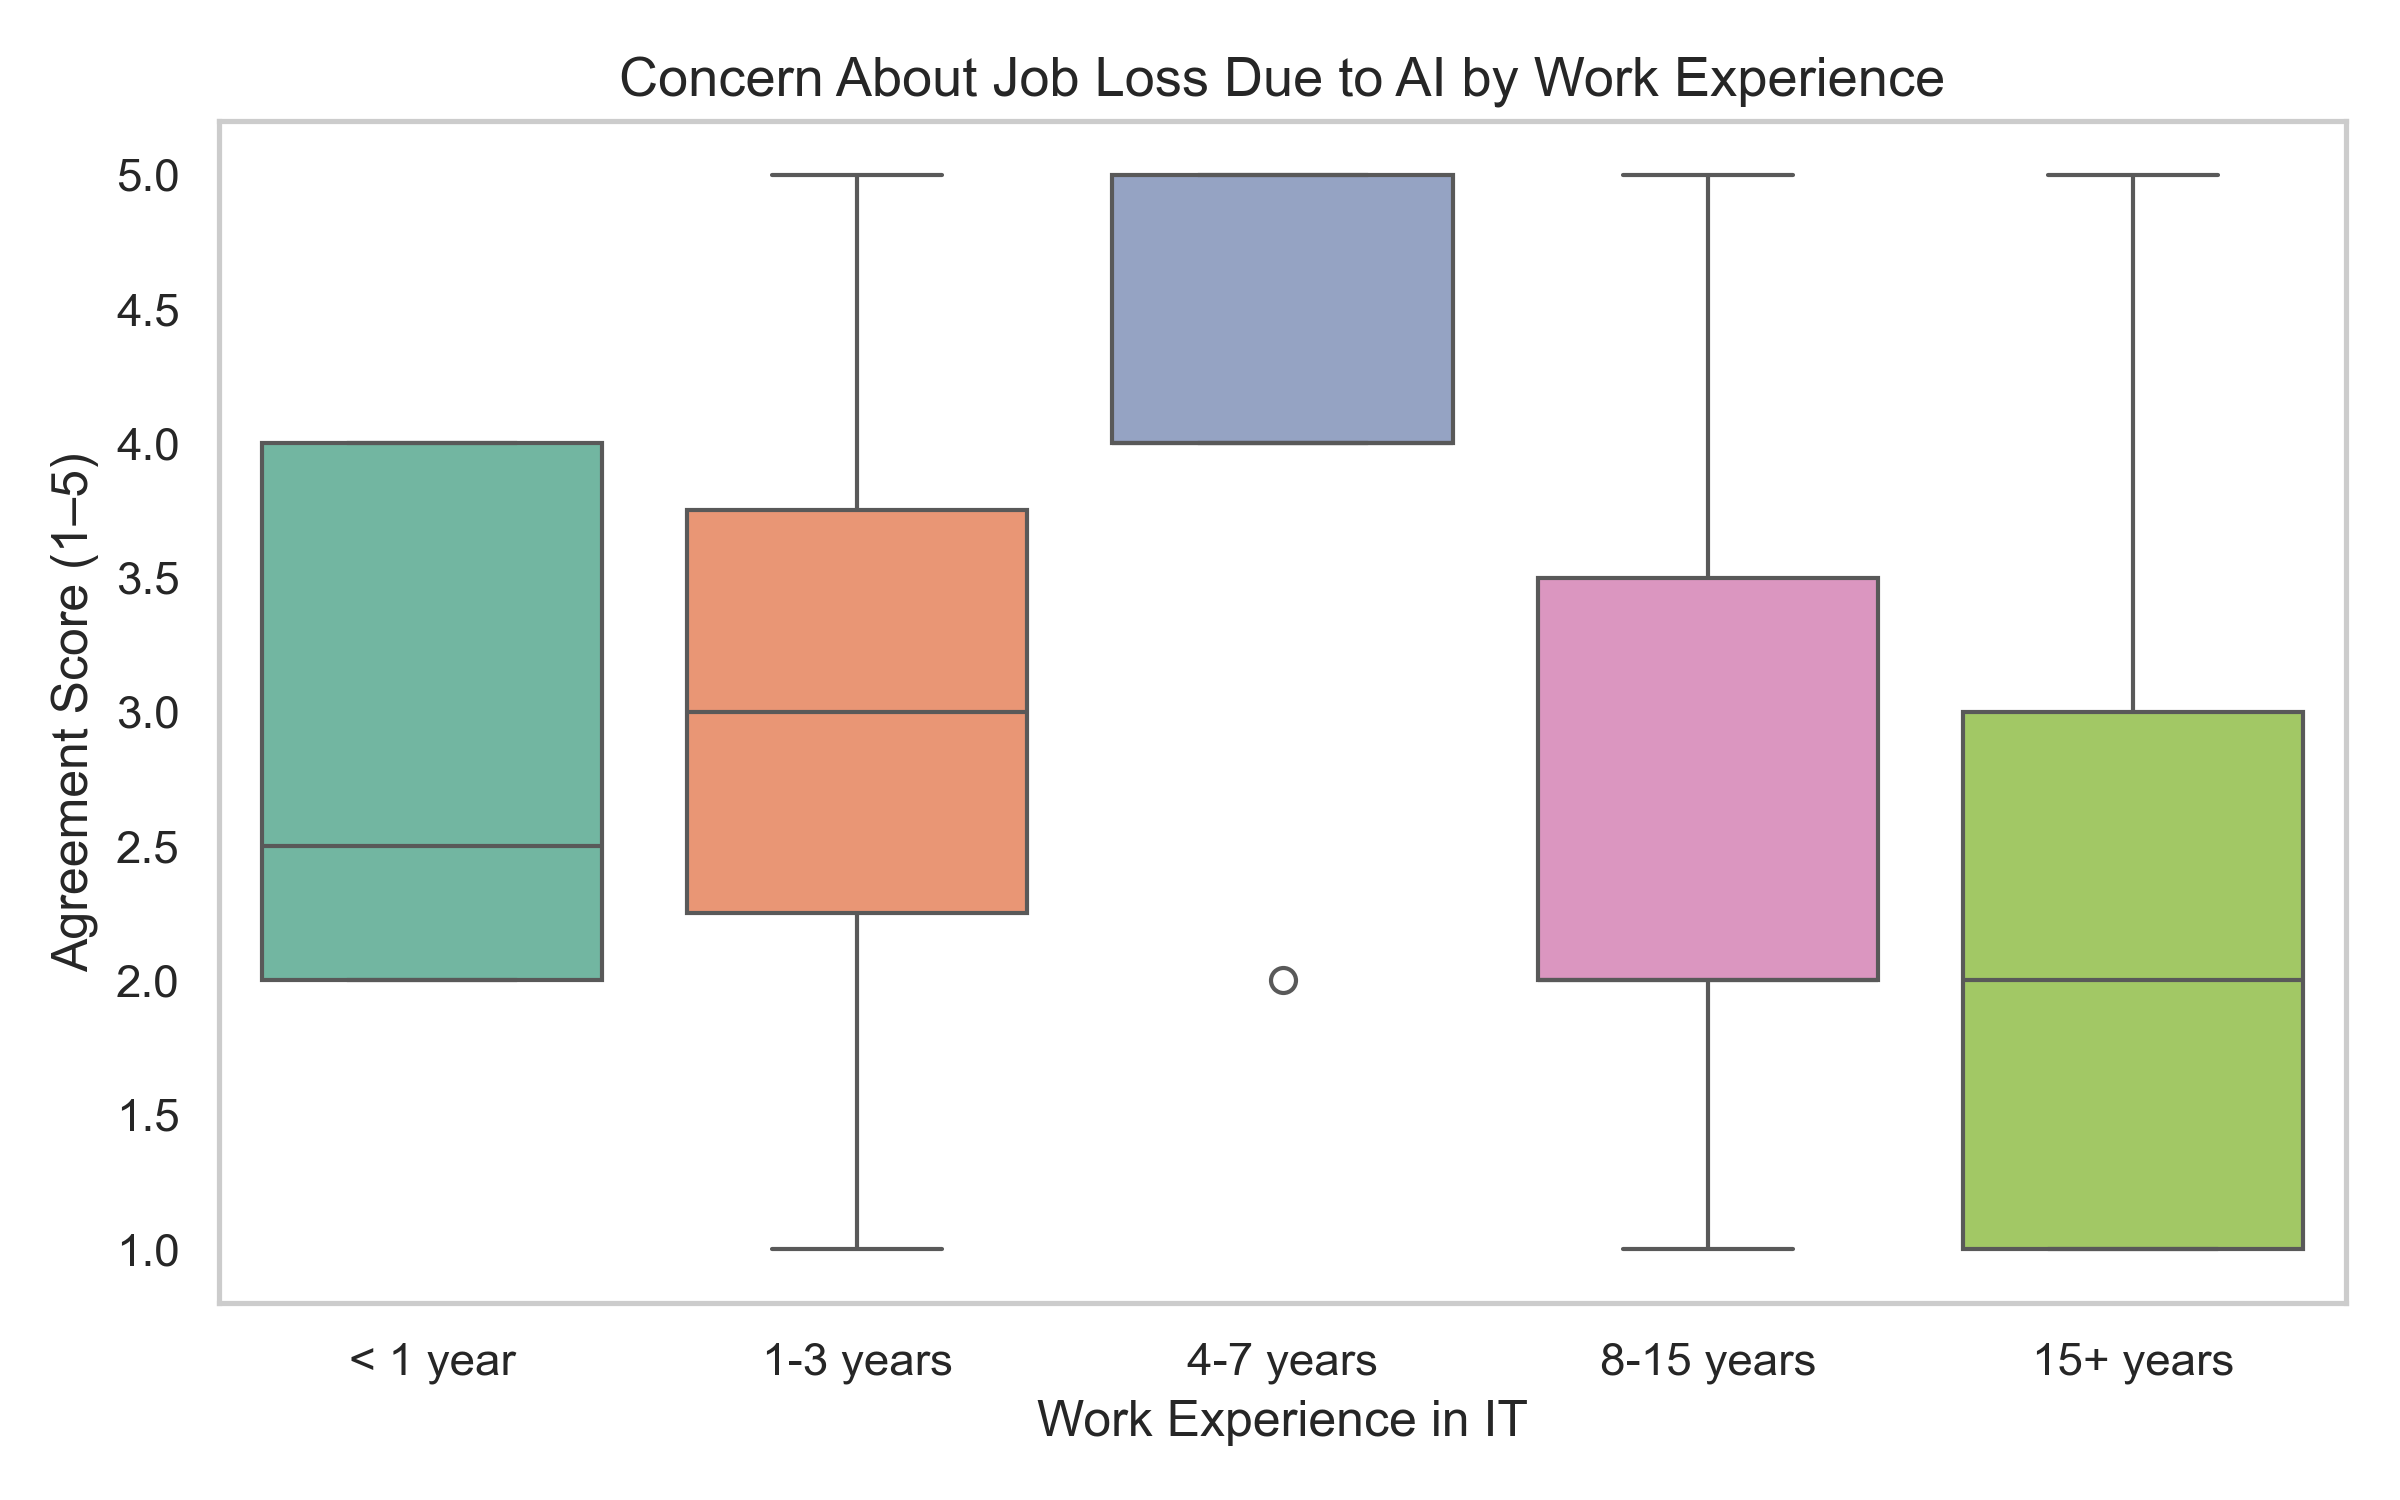 Concern About Job Loss Due to AI by Work Experience
Agreement Score (1–5)
5.0
4.5
4.0
3.5
3.0
2.5
2.0
1.5
1.0
< 1 year
1-3 years
4-7 years
8-15 years
15+ years
Work Experience in IT